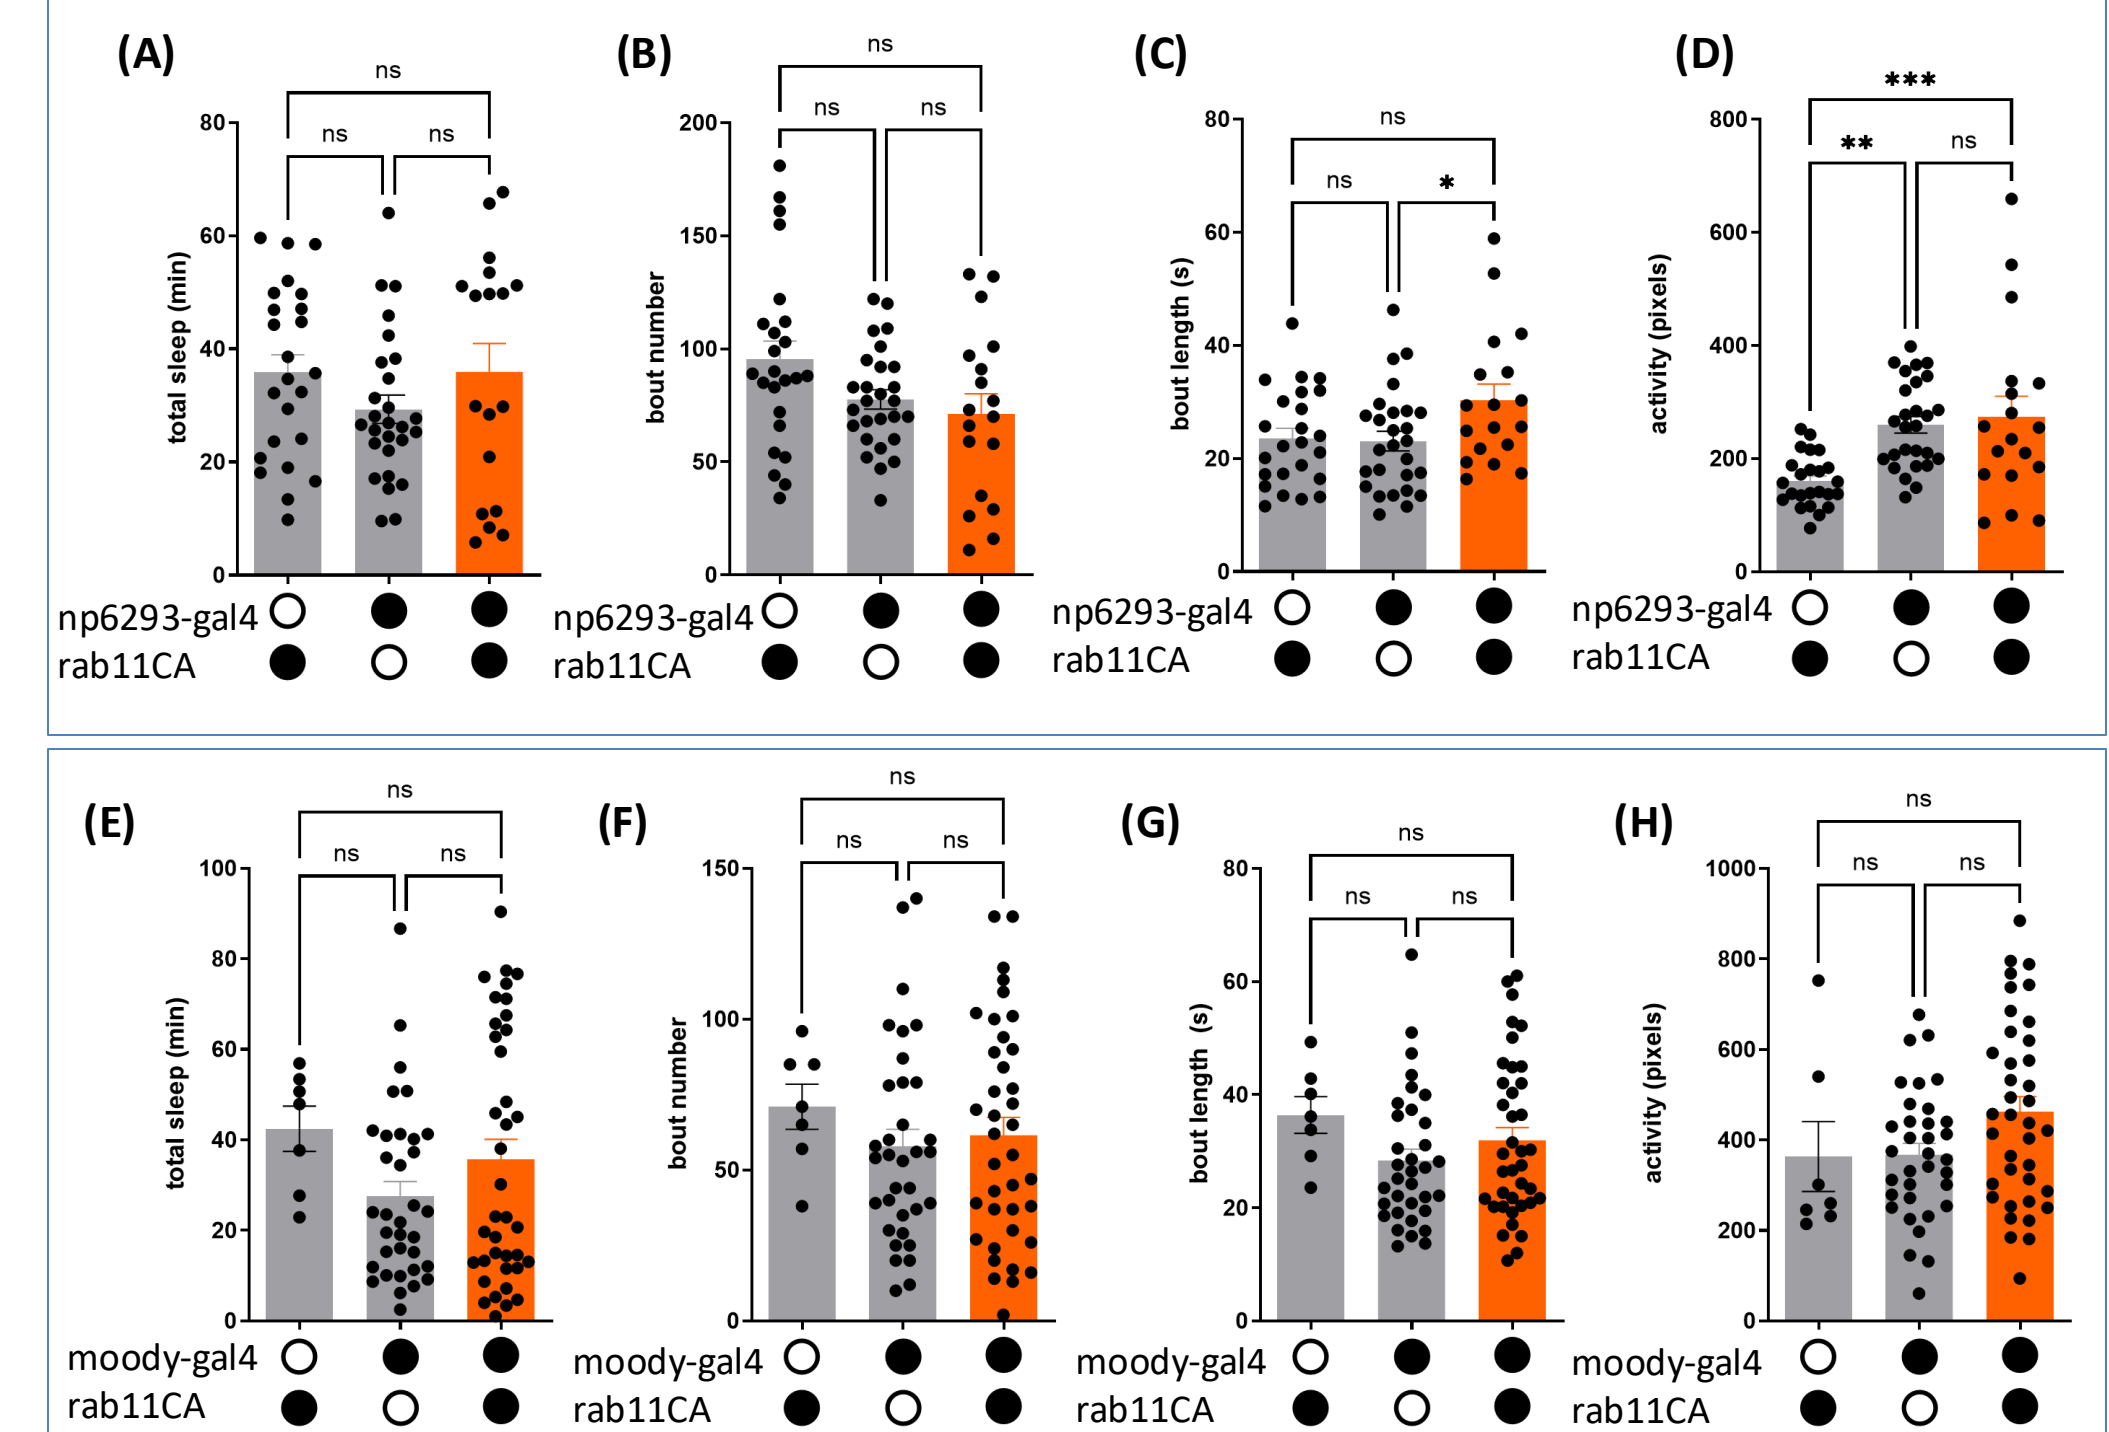 (A)
ns
ns
ns
80
60
40
20
0
total sleep (min)
np6293-gal4
rab11CA
(B)
ns
ns
ns
200
150
100
50
0
bout number
np6293-gal4
rab11CA
(C)
ns
ns
*
80
60
40
20
0
bout length (s)
np6293-gal4
rab11CA
(D)
***
**
ns
800
600
400
200
0
activity (pixels)
np6293-gal4
rab11CA
(E)
ns
ns
ns
100
80
60
40
20
0
total sleep (min)
moody-gal4
rab11CA
(F)
ns
ns
ns
150
100
50
0
bout number
moody-gal4
rab11CA
(G)
ns
ns
ns
80
60
40
20
0
bout length (s)
moody-gal4
rab11CA
(H)
ns
ns
ns
1000
800
600
400
200
0
activity (pixels)
moody-gal4
rab11CA